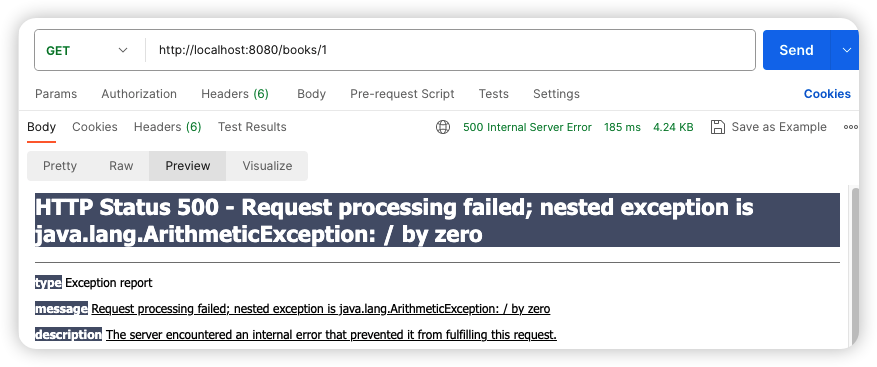 GET http://localhost:8080/books/1 Send
Params Authorization Headers (6) Body Pre-request Script Tests Settings Cookies
Body Cookies Headers (6) Test Results 500 Internal Server Error 185 ms 4.24 KB Save as Example
Pretty Raw Preview Visualize
HTTP Status 500 - Request processing failed; nested exception is
java.lang.ArithmeticException: / by zero
type Exception report
message Request processing failed; nested exception is java.lang.ArithmeticException: / by zero
description The server encountered an internal error that prevented it from fulfilling this request.